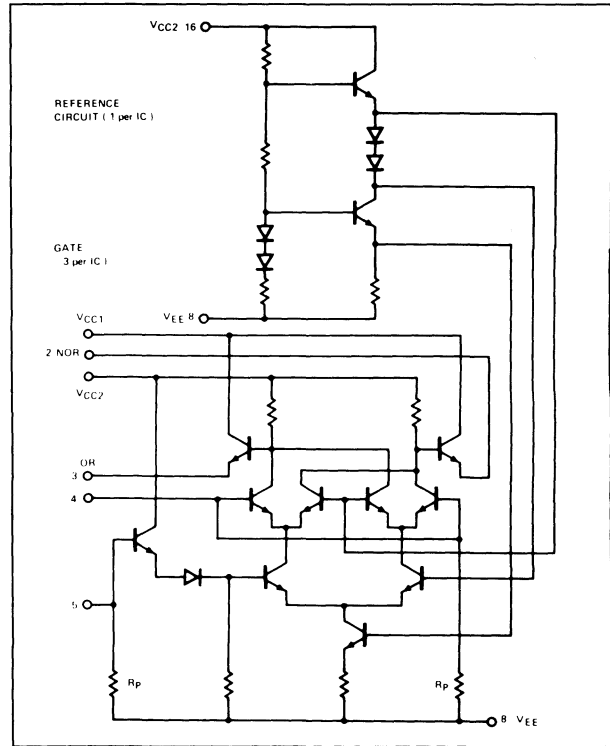 VCC2 16
REFERENCE
CIRCUIT ( 1 per IC )
GATE
3 per IC )
VEE 8
VCC1
2 NOR
VCC2
OR
3
4
5
RP
RP
8 VEE